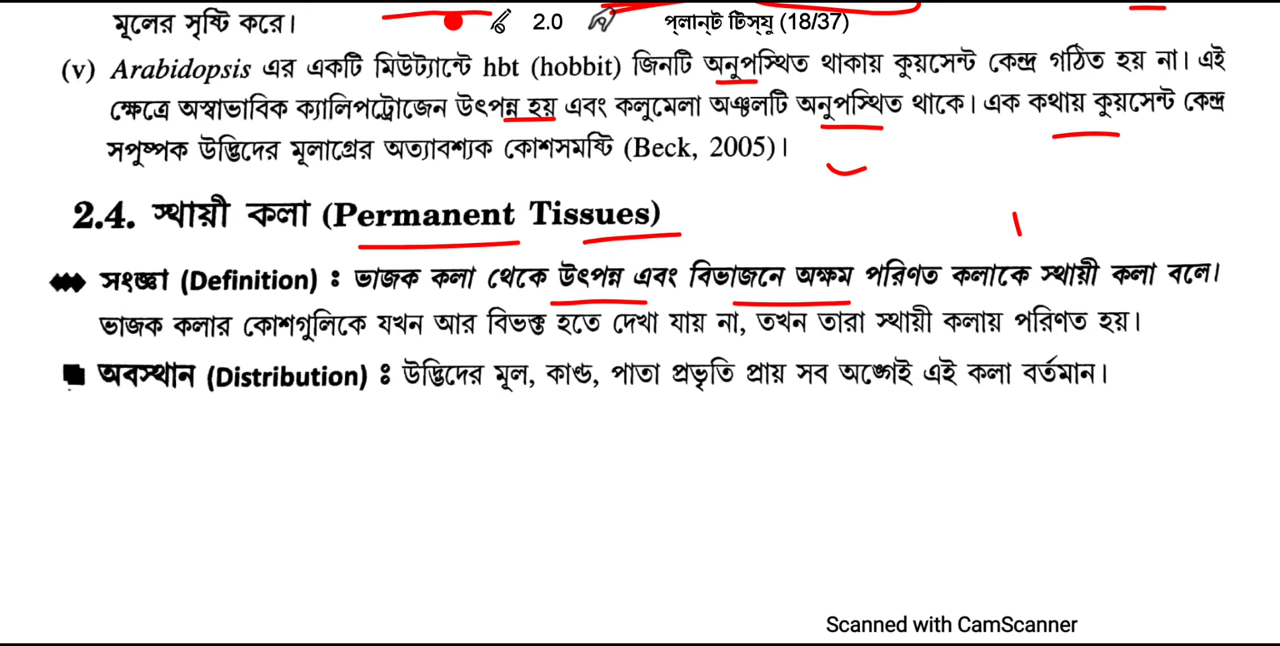 মূলের সৃষ্টি করে।
2.0 প্লান্ট টিস্যু (18/37)
(v) Arabidopsis এর একটি মিউট্যান্টে hbt (hobbit) জিনটি অনুপস্থিত থাকায় কুয়সেন্ট কেন্দ্র গঠিত হয় না। এই
ক্ষেত্রে অস্বাভাবিক ক্যালিপট্রোজেন উৎপন্ন হয় এবং কলুমেলা অঞ্চলটি অনুপস্থিত থাকে। এক কথায় কুয়সেন্ট কেন্দ্র
সপুষ্পক উদ্ভিদের মূলাগ্রের অত্যাবশ্যক কোশসমষ্টি (Beck, 2005)।
2.4. স্থায়ী কলা (Permanent Tissues)
সংজ্ঞা (Definition) : ভাজক কলা থেকে উৎপন্ন এবং বিভাজনে অক্ষম পরিণত কলাকে স্থায়ী কলা বলে।
ভাজক কলার কোশগুলিকে যখন আর বিভক্ত হতে দেখা যায় না, তখন তারা স্থায়ী কলায় পরিণত হয়।
অবস্থান (Distribution) : উদ্ভিদের মূল, কাণ্ড, পাতা প্রভৃতি প্রায় সব অঙ্গেই এই কলা বর্তমান।
Scanned with CamScanner